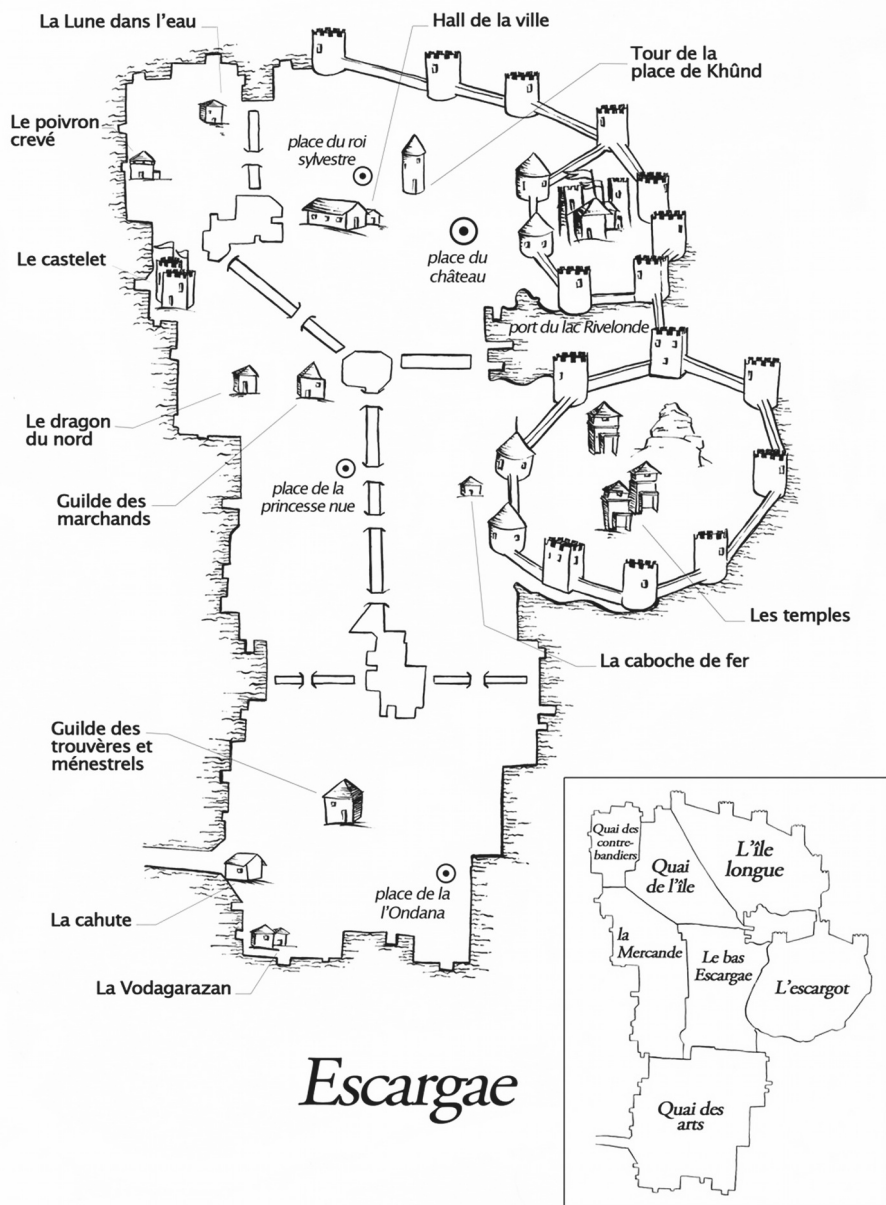 La Lune dans l'eau
Hall de la ville
Tour de la
place de Khûnd
Le poivron
crevé
place du roi
sylvestre
Le castelet
place du
château
port du lac Rivelonde
Le dragon
du nord
Guilde des
marchands
place de la
princesse nue
Les temples
La caboche de fer
Guilde des
trouvères et
ménestrels
place de la
l'Ondana
La cahute
La Vodagarazan
Escargae
Quai des
contre-
bandiers
Quai
de l'île
L'île
longue
la
Mercande
Le bas
Escargae
L'escargot
Quai des
arts